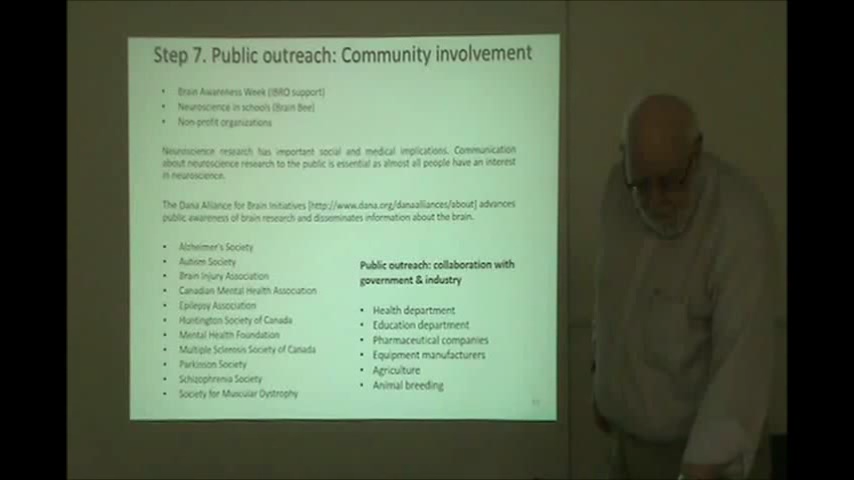 Step 7. Public outreach: Community involvement
• Brain Awareness Week (IBRO support)
• Neuroscience in schools (Brain Bee)
• Non-profit organizations
Neuroscience research has important social and medical implications. Communication
about neuroscience research to the public is essential as almost all people have an interest
in neuroscience.
The Dana Alliance for Brain Initiatives [http://www.dana.org/danaalliances/about] advances
public awareness of brain research and disseminates information about the brain.
• Alzheimer's Society
• Autism Society
• Brain Injury Association
• Canadian Mental Health Association
• Epilepsy Association
• Huntington Society of Canada
• Mental Health Foundation
• Multiple Sclerosis Society of Canada
• Parkinson Society
• Schizophrenia Society
• Society for Muscular Dystrophy
Public outreach: collaboration with
government & industry
• Health department
• Education department
• Pharmaceutical companies
• Equipment manufacturers
• Agriculture
• Animal breeding